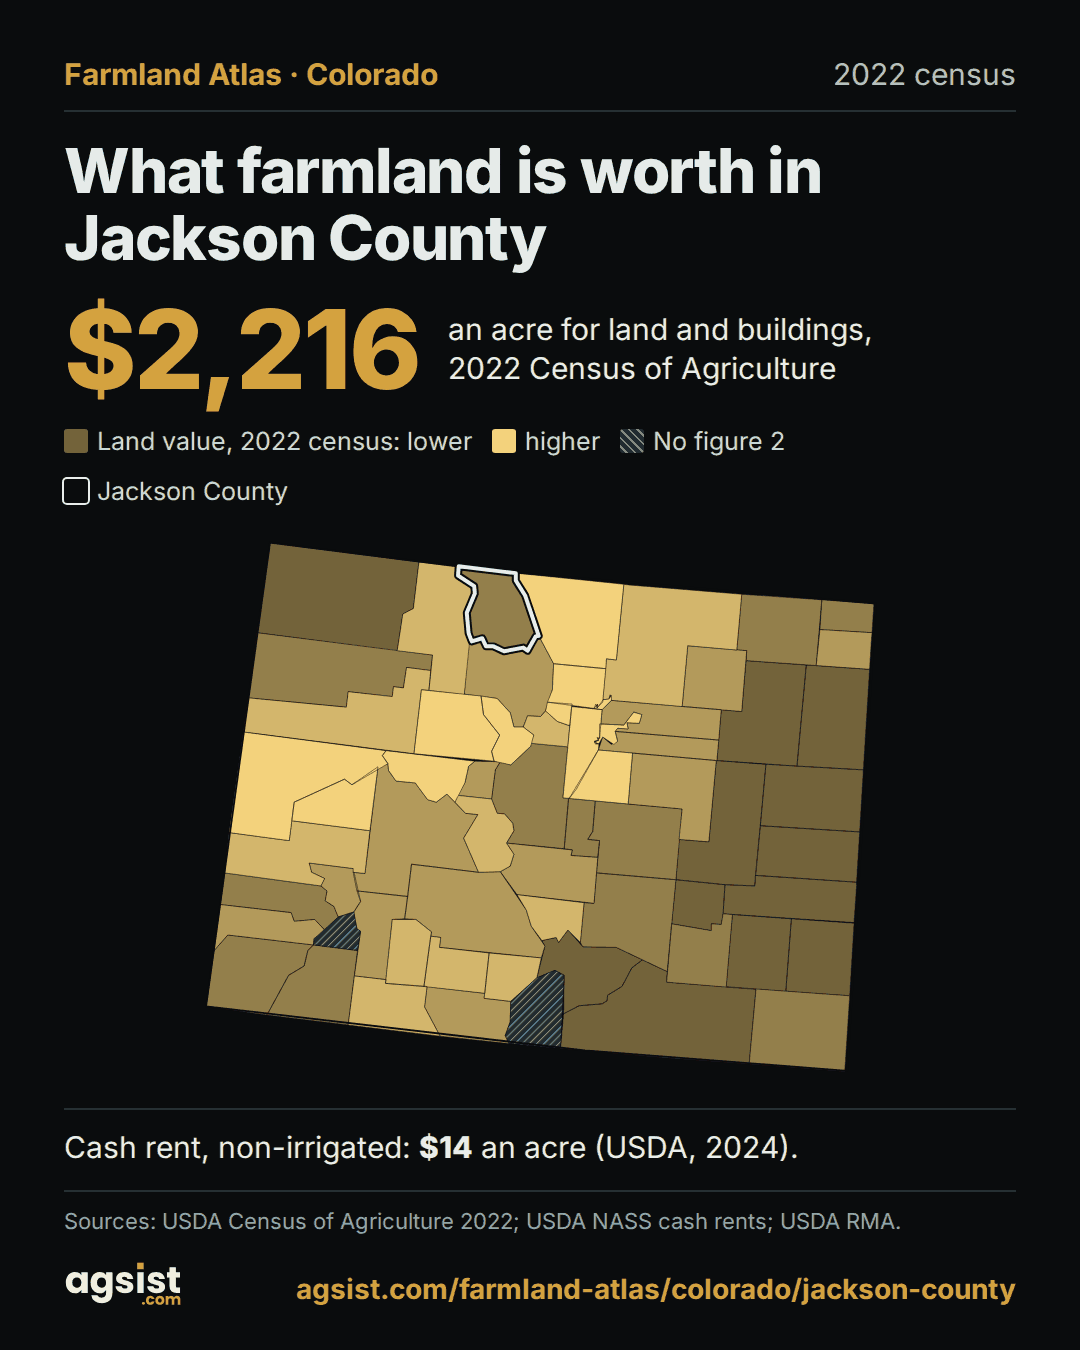 Farmland Atlas · Colorado
2022 census
What farmland is worth in
Jackson County
$2,216
an acre for land and buildings,
2022 Census of Agriculture
Land value, 2022 census: lower
higher
No figure 2
Jackson County
Cash rent, non-irrigated: $14 an acre (USDA, 2024).
Sources: USDA Census of Agriculture 2022; USDA NASS cash rents; USDA RMA.
agsist
.com
agsist.com/farmland-atlas/colorado/jackson-county